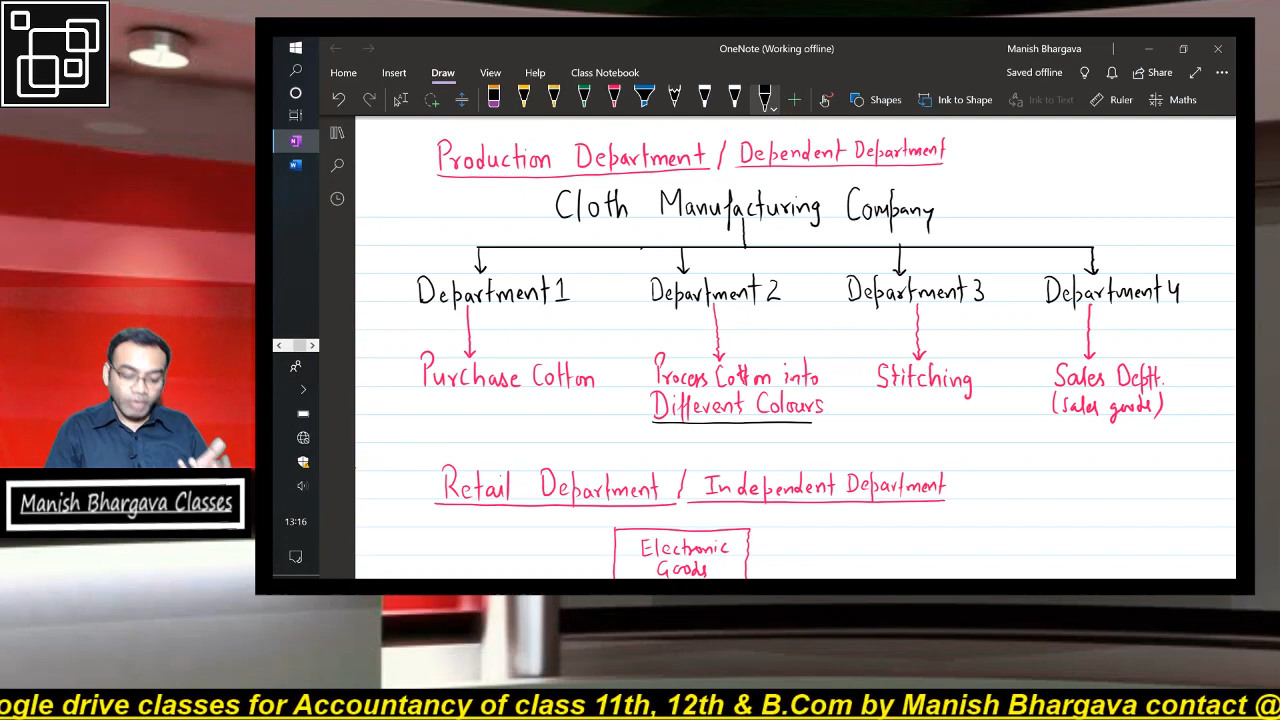 OneNote (Working offline)
Manish Bhargava
Home Insert Draw View Help Class Notebook
Saved offline
Share
Shapes
Ink to Shape
Ink to Text
Ruler
Maths
Production Department / Dependent Department
Cloth Manufacturing Company
Department 1 Department 2 Department 3 Department 4
Purchase Cotton
Process Cotton into
Different Colours
Stitching
Sales Deptt.
(Sales goods)
Retail Department / Independent Department
Electronic
Goods
Manish Bhargava Classes
13:16
ogle drive classes for Accountancy of class 11th, 12th & B.Com by Manish Bhargava contact @